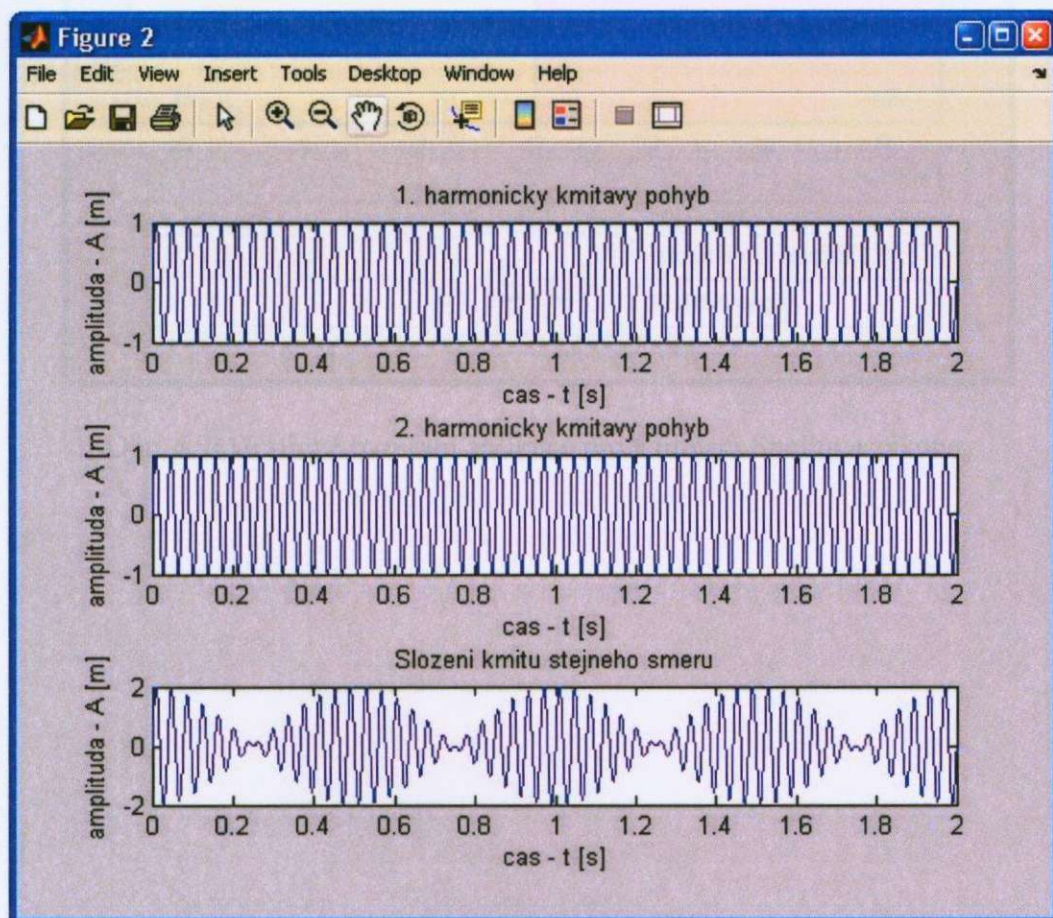 Figure 2
File Edit View Insert Tools Desktop Window Help
1. harmonicky kmitavy pohyb
amplituda - A [m]
1
0
-1
0 0.2 0.4 0.6 0.8 1 1.2 1.4 1.6 1.8 2
cas - t [s]
2. harmonicky kmitavy pohyb
amplituda - A [m]
1
0
-1
0 0.2 0.4 0.6 0.8 1 1.2 1.4 1.6 1.8 2
cas - t [s]
Slozeni kmitu stejneho smeru
amplituda - A [m]
2
0
-2
0 0.2 0.4 0.6 0.8 1 1.2 1.4 1.6 1.8 2
cas - t [s]